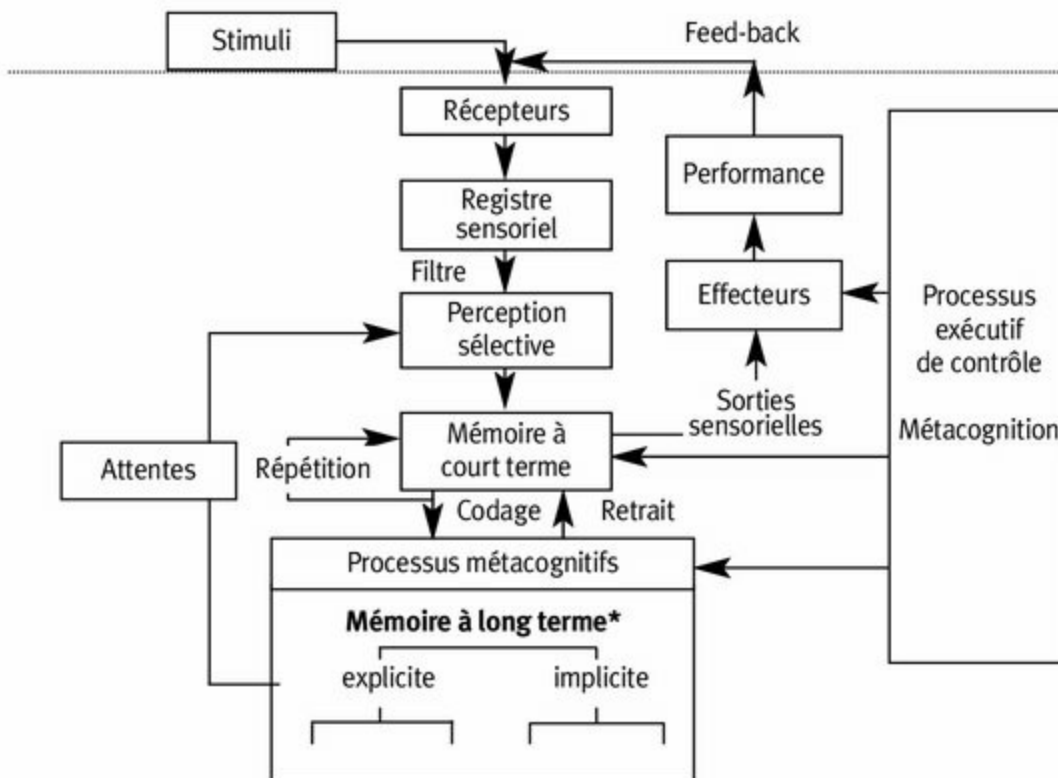 Stimuli
Feed-back
Récepteurs
Performance
Registre
sensoriel
Filtre
Effecteurs
Perception
sélective
Processus
exécutif
de contrôle
Métacognition
Sorties
sensorielles
Mémoire à
court terme
Attentes
Répétition
Codage
Retrait
Processus métacognitifs
Mémoire à long terme*
explicite
implicite